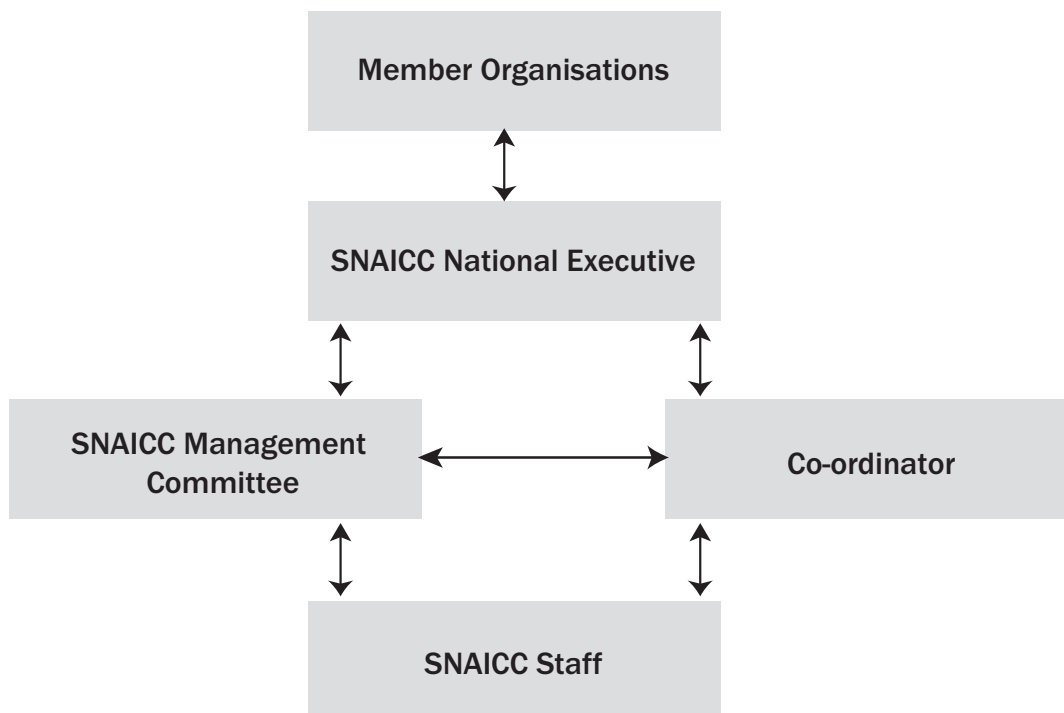 Member Organisations
SNAICC National Executive
SNAICC Management
Committee
Co-ordinator
SNAICC Staff